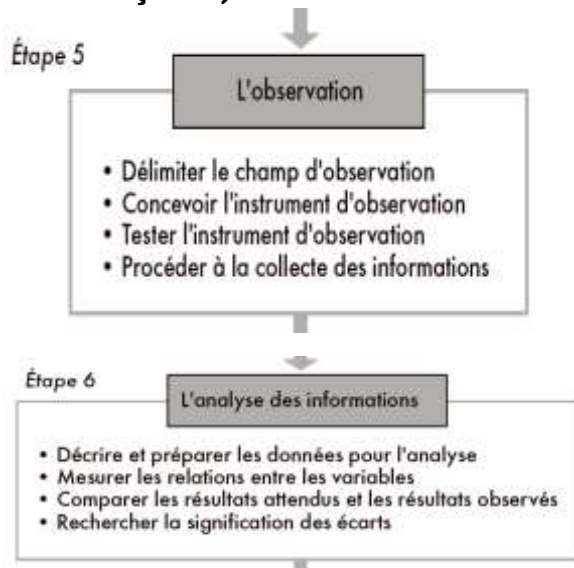 Étape 5
L'observation
• Délimiter le champ d'observation
• Concevoir l'instrument d'observation
• Tester l'instrument d'observation
• Procéder à la collecte des informations
Étape 6
L'analyse des informations
• Décrire et préparer les données pour l'analyse
• Mesurer les relations entre les variables
• Comparer les résultats attendus et les résultats observés
• Rechercher la signification des écarts